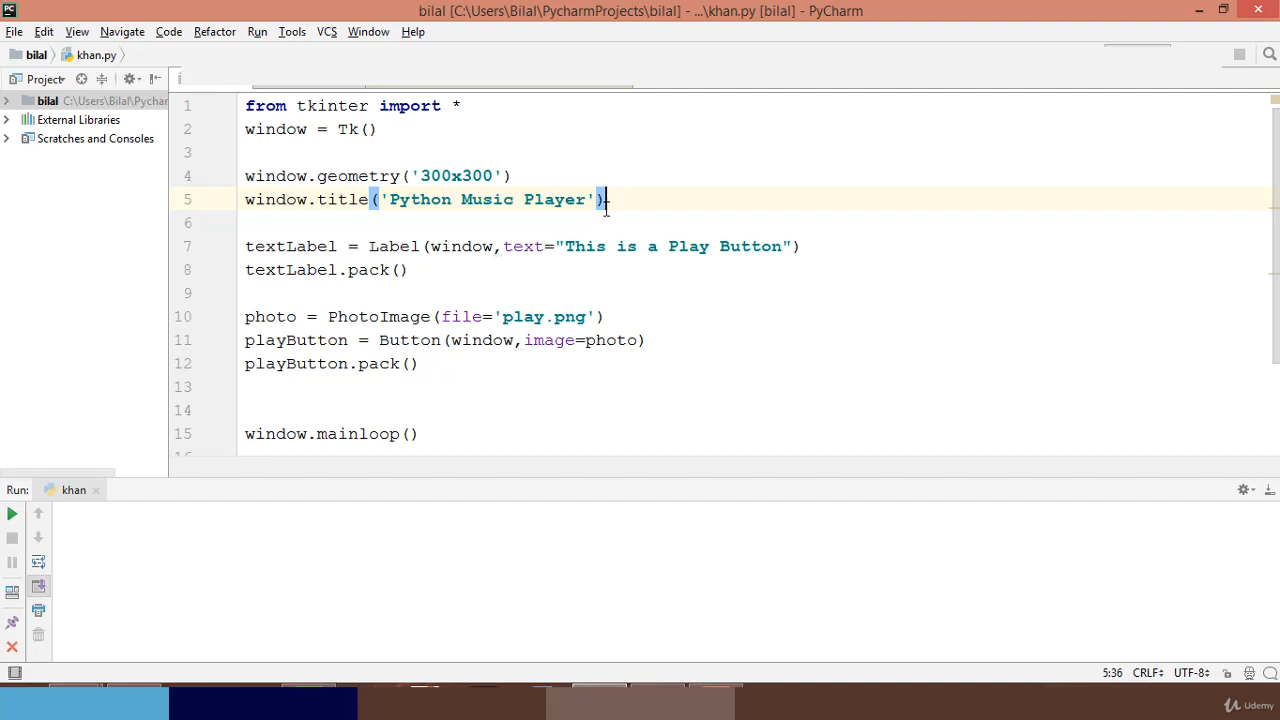 PC
bilal [C:\Users\Bilal\PycharmProjects\bilal] - ...\khan.py [bilal] - PyCharm
File Edit View Navigate Code Refactor Run Tools VCS Window Help
bilal khan.py
Project
bilal C:\Users\Bilal\Pychar
External Libraries
Scratches and Consoles
1 from tkinter import *
2 window = Tk()
3
4 window.geometry('300x300')
5 window.title('Python Music Player')
6
7 textLabel = Label(window,text="This is a Play Button")
8 textLabel.pack()
9
10 photo = PhotoImage(file='play.png')
11 playButton = Button(window,image=photo)
12 playButton.pack()
13
14
15 window.mainloop()
Run: khan
5:36 CRLF UTF-8
Udemy